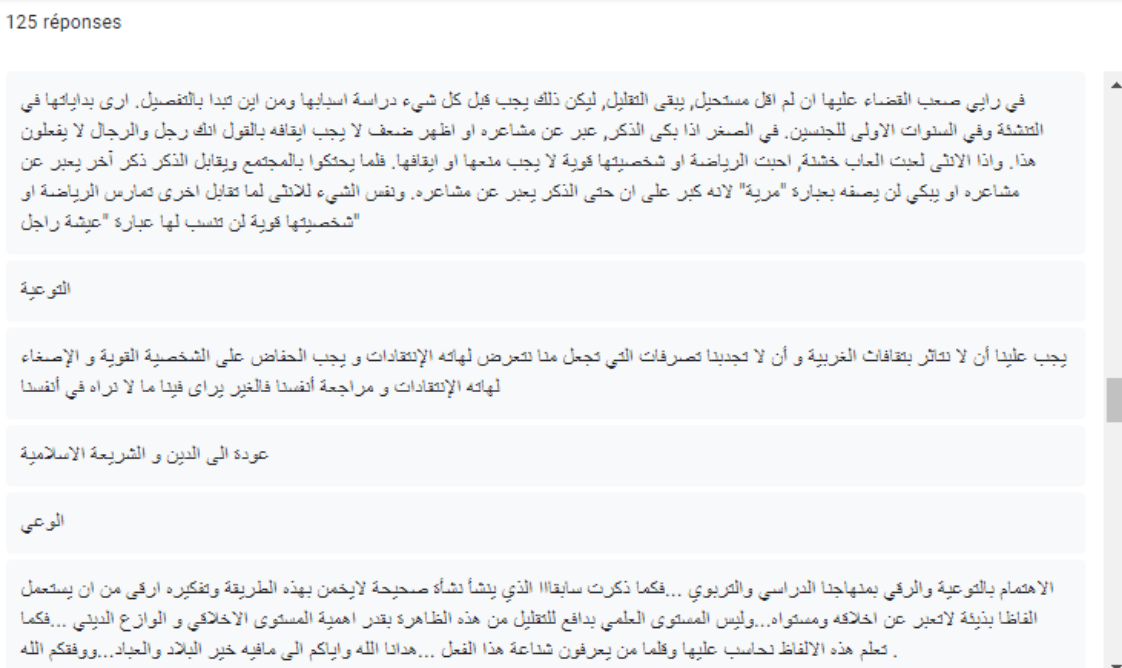 125 réponses
في رايي صعب القضاء عليها ان لم اقل مستحيل, يبقى التقليل, ليكن ذلك يجب قبل كل شيء دراسة اسبابها ومن اين تبدا بالتفصيل. ارى بداياتها في
التنشئة وفي السنوات الاولى للجنسين. في الصغر اذا بكى الذكر, عبر عن مشاعره او اظهر ضعف لا يجب ايقافه بالقول انك رجل والرجال لا يفعلون
هذا. واذا الانثى لعبت العاب خشنة, احبت الرياضة او شخصيتها قوية لا يجب منعها او ايقافها. فلما يحتكوا بالمجتمع ويقابل الذكر ذكر آخر يعبر عن
مشاعره او يبكي لن يصفه بعبارة "مرية" لانه كبر على ان حتى الذكر يعبر عن مشاعره. ونفس الشيء للانثى لما تقابل اخرى تمارس الرياضة او
شخصيتها قوية لن تنسب لها عبارة "عيشة راجل"
التوعية
يجب علينا أن لا نتاثر بتقافاث الغربية و أن لا تجدبنا تصرفات التي تجعل منا نتعرض لهاته الإنتقادات و يجب الحفاض على الشخصية القوية و الإصغاء
لهاته الإنتقادات و مراجعة أنفسنا فالغير يراى فينا ما لا نراه في أنفسنا
عودة الى الدين و الشريعة الاسلامية
الوعي
الاهتمام بالتوعية والرقي بمنهاجنا الدراسي والتربوي ...فكما ذكرت سابقااا الذي ينشأ نشأة صحيحة لايخمن بهذه الطريقة وتفكيره ارقى من ان يستعمل
الفاظا بذيئة لاتعبر عن اخلاقه ومستواه...وليس المستوى العلمي بدافع للتقليل من هذه الظاهرة بقدر اهمية المستوى الاخلاقي و الوازع الديني ...فكما
تعلم هذه الالفاظ نحاسب عليها وقلما من يعرفون شناعة هذا الفعل ...هدانا الله واياكم الى مافيه خير البلاد والعباد...ووفقكم الله .